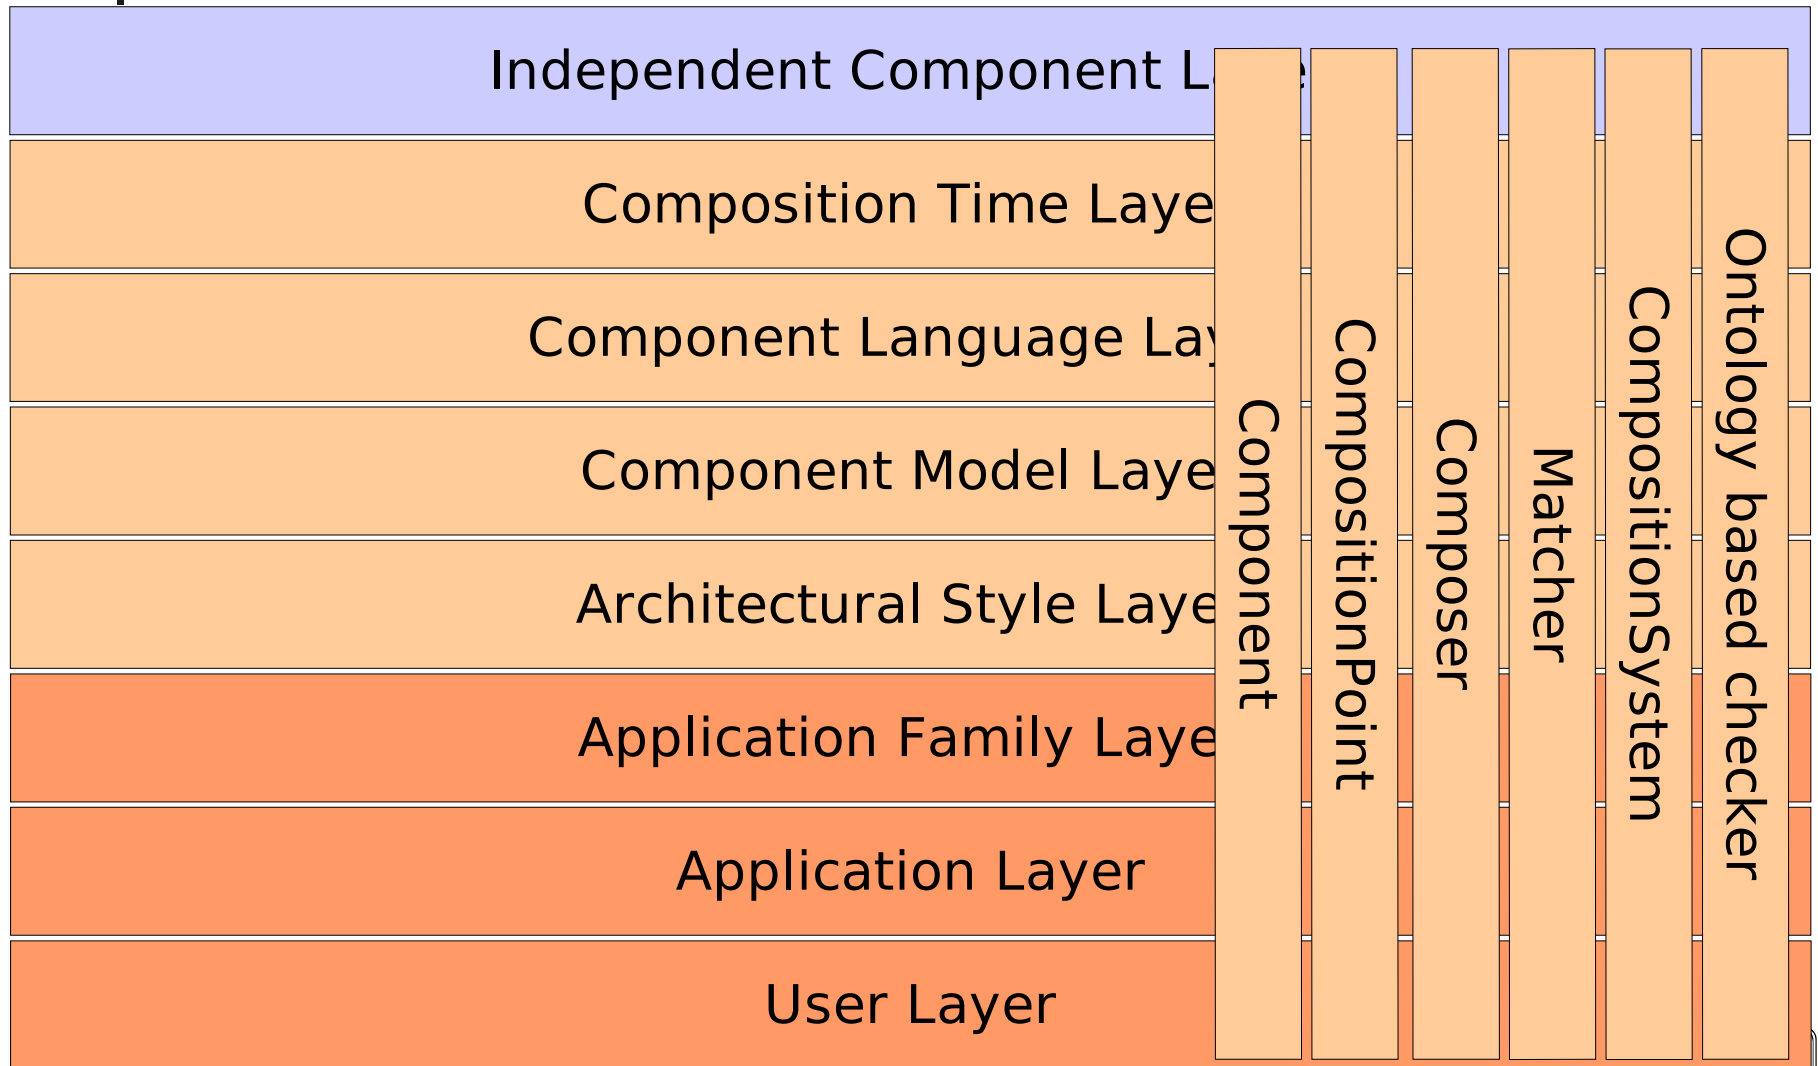 Independent Component
Composition Time Laye
Component Language Lay
Component Model Laye
Architectural Style Laye
Application Family Laye
Application Layer
User Layer
Component
CompositionPoint
Composer
Matcher
CompositionSystem
Ontology based checker